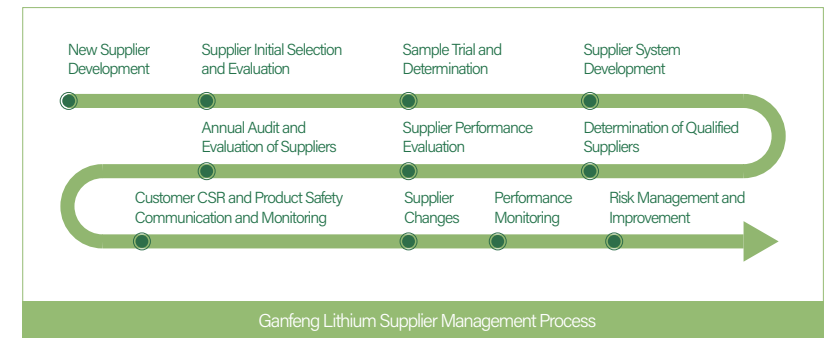 New Supplier
Development
Supplier Initial Selection
and Evaluation
Sample Trial and
Determination
Supplier System
Development
Annual Audit and
Evaluation of Suppliers
Supplier Performance
Evaluation
Determination of Qualified
Suppliers
Customer CSR and Product Safety
Communication and Monitoring
Supplier
Changes
Performance
Monitoring
Risk Management and
Improvement
Ganfeng Lithium Supplier Management Process